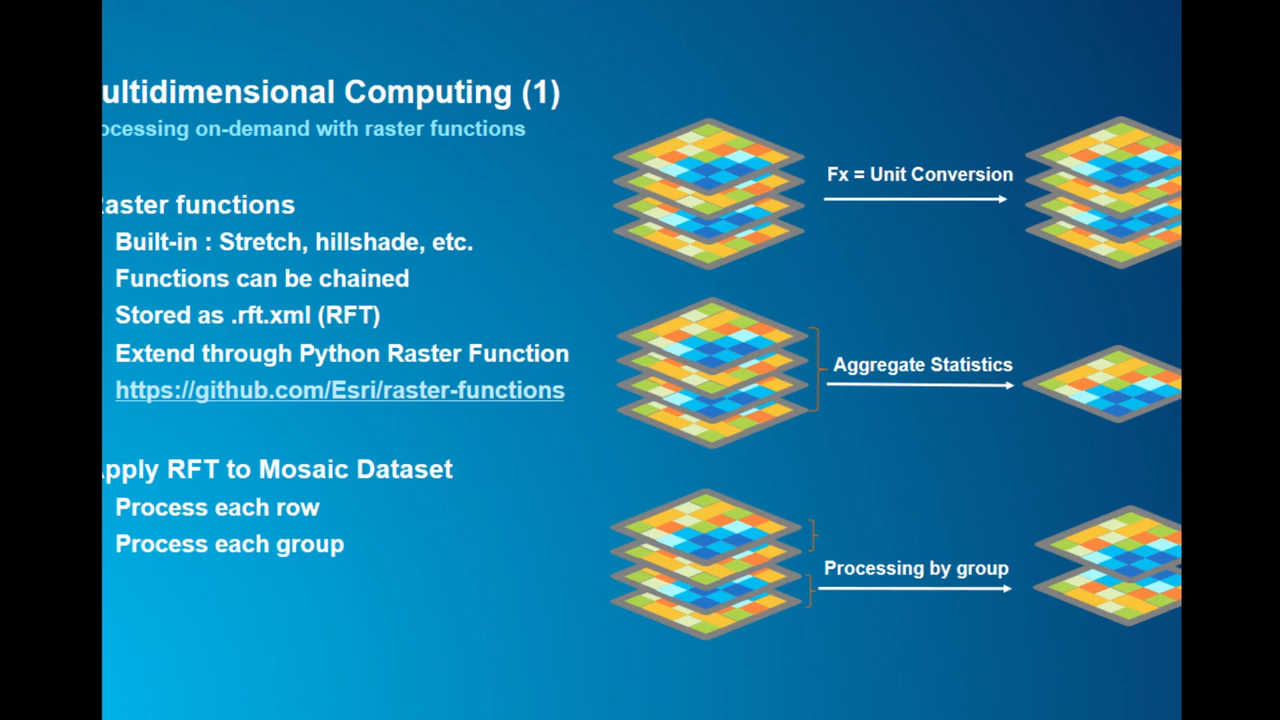 ultidimensional Computing (1)
ocessing on-demand with raster functions
aster functions
Built-in : Stretch, hillshade, etc.
Functions can be chained
Stored as .rft.xml (RFT)
Extend through Python Raster Function
https://github.com/Esri/raster-functions
pply RFT to Mosaic Dataset
Process each row
Process each group
Fx = Unit Conversion
Aggregate Statistics
Processing by group